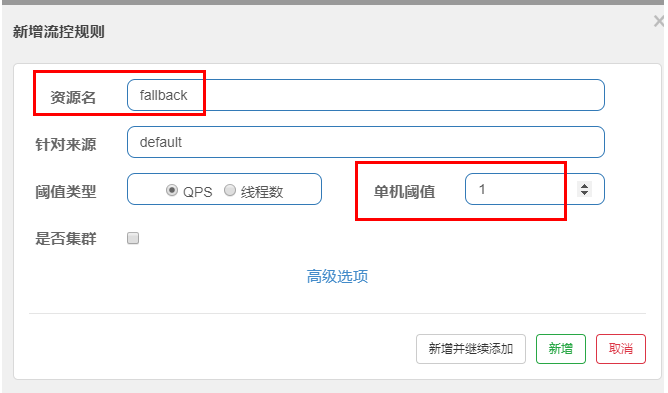 新增流控规则
×
资源名 fallback
针对来源 default
阈值类型 QPS 线程数 单机阈值 1
是否集群
高级选项
新增并继续添加 新增 取消